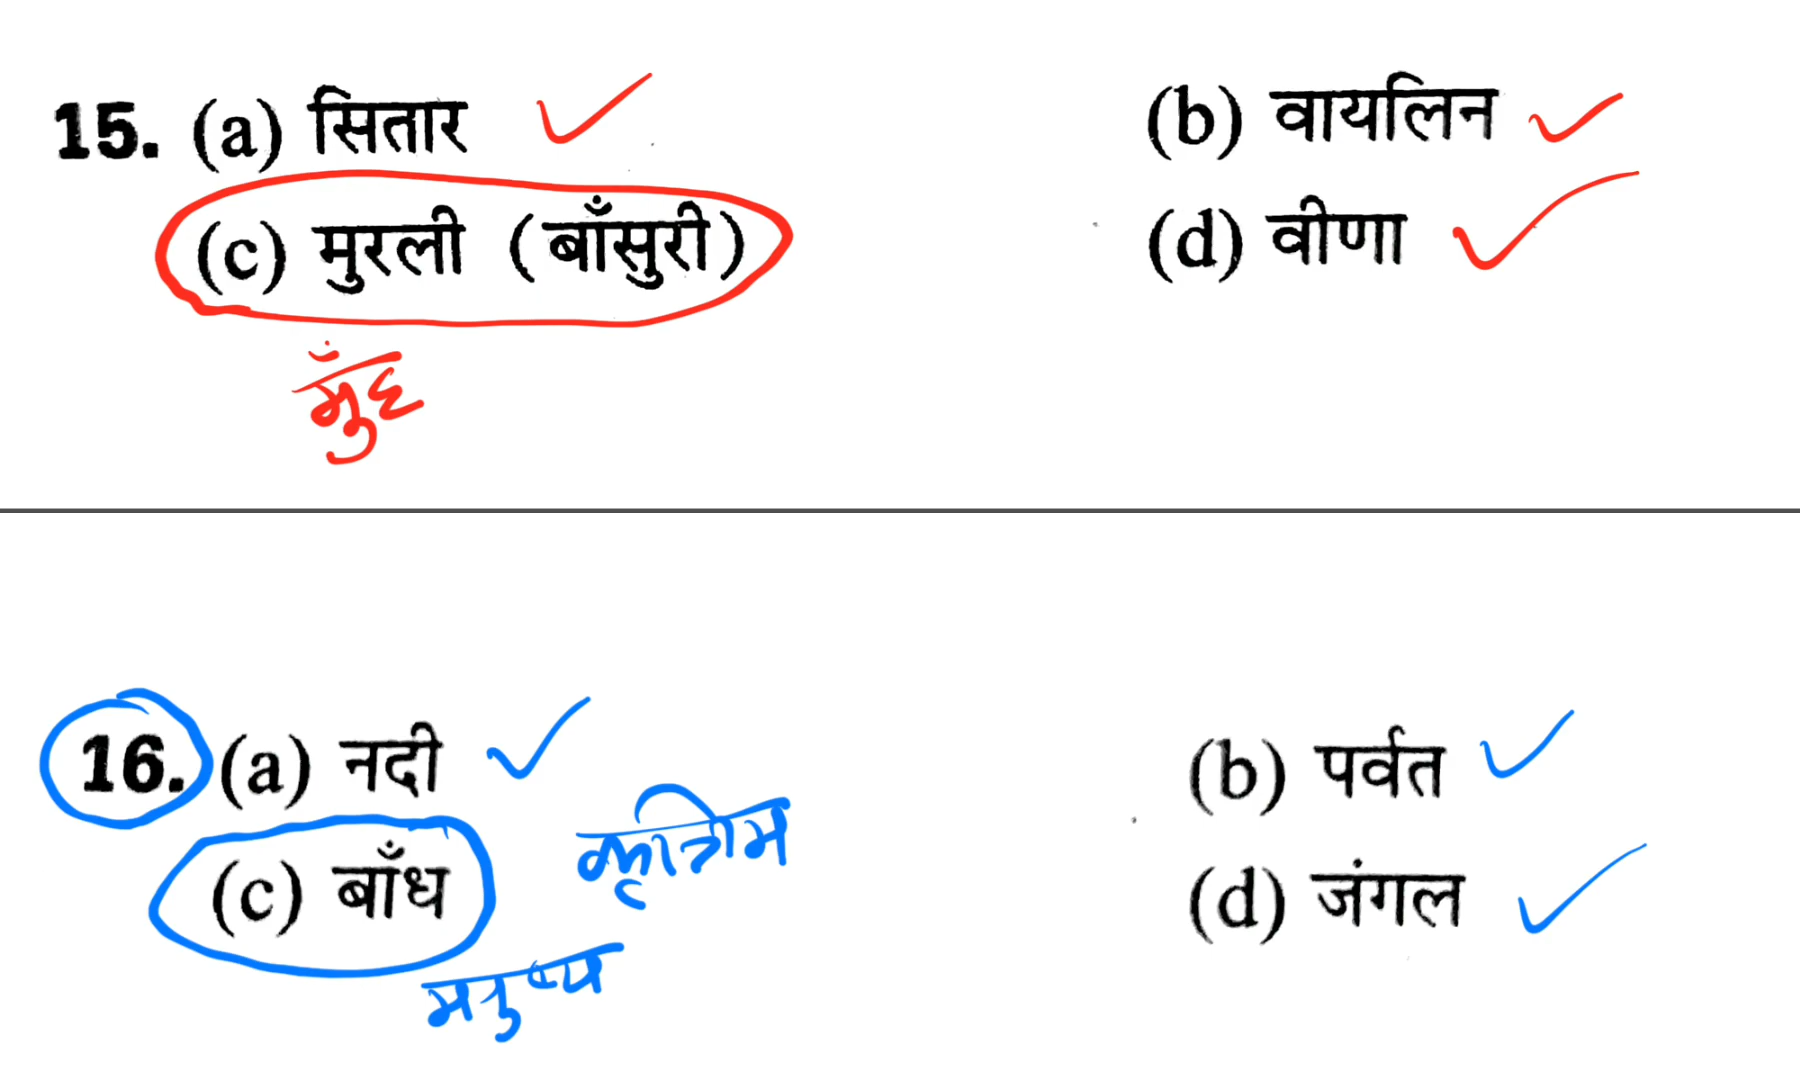 15. (a) सितार (b) वायलिन
(c) मुरली (बाँसुरी) (d) वीणा
मुँह
16. (a) नदी (b) पर्वत
कृत्रिम
(c) बाँध (d) जंगल
मनुष्य